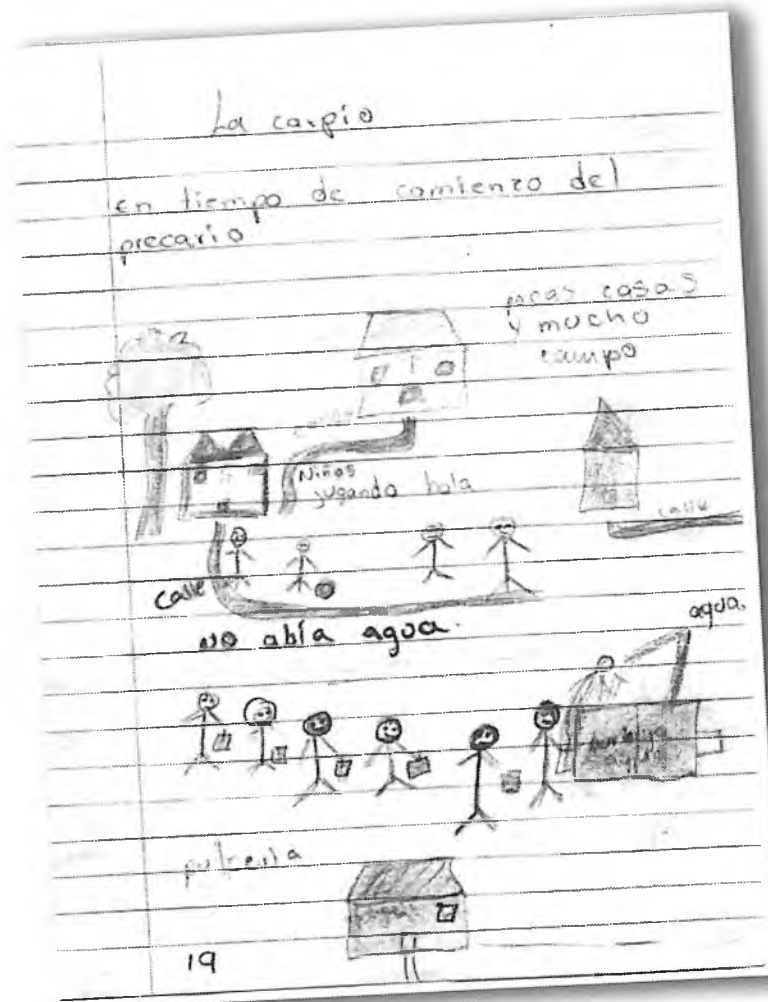 La carpio
en tiempo de comienzo del
precario
pocas casas
y mucho
campo
Niños
jugando bola
calle
calle
no abía agua.
agua.
pulpería
19